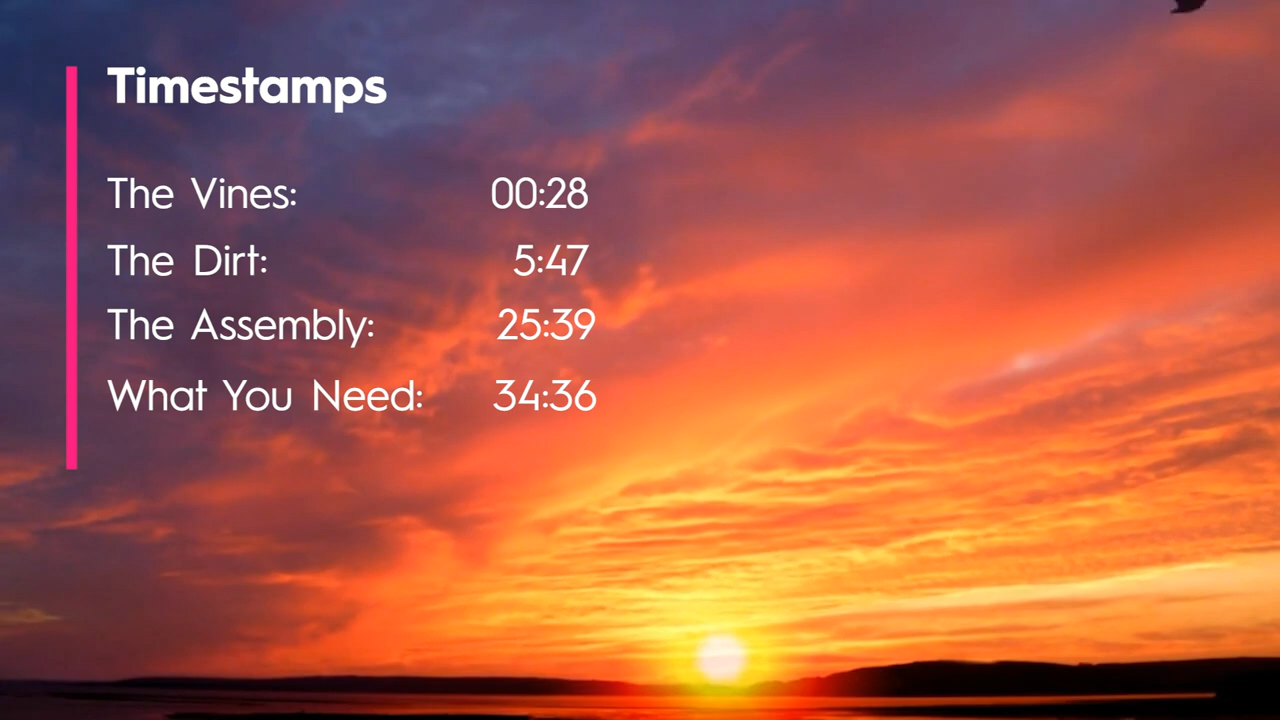 Timestamps
The Vines: 00:28
The Dirt: 5:47
The Assembly: 25:39
What You Need: 34:36